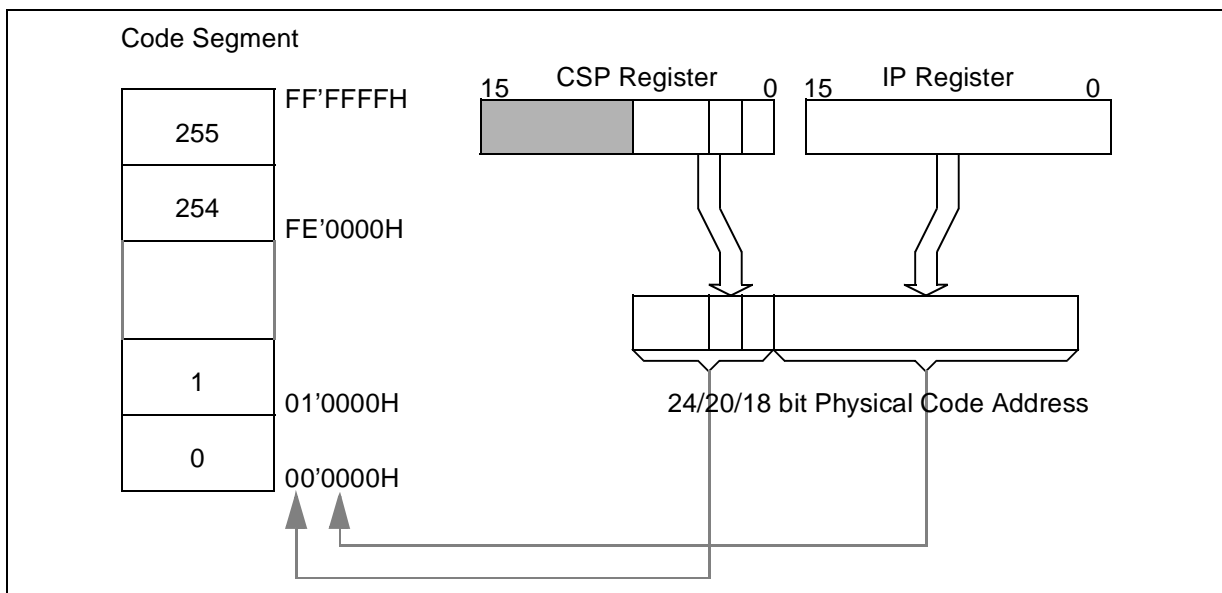 Code Segment
FF’FFFFH
255
254
FE’0000H
1
01’0000H
0
00’0000H
CSP Register
15
0
IP Register
15
0
24/20/18 bit Physical Code Address